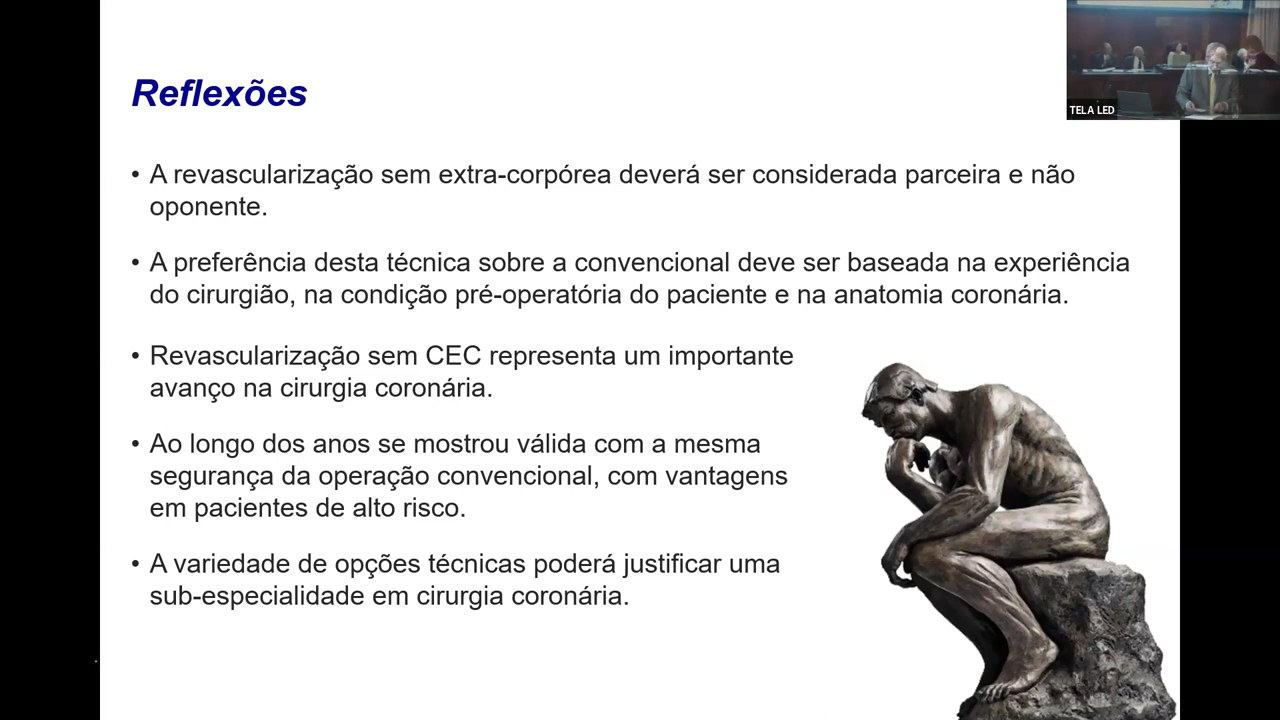 Reflexões
TELA LED
• A revascularização sem extra-corpórea deverá ser considerada parceira e não
oponente.
• A preferência desta técnica sobre a convencional deve ser baseada na experiência
do cirurgião, na condição pré-operatória do paciente e na anatomia coronária.
• Revascularização sem CEC representa um importante
avanço na cirurgia coronária.
• Ao longo dos anos se mostrou válida com a mesma
segurança da operação convencional, com vantagens
em pacientes de alto risco.
• A variedade de opções técnicas poderá justificar uma
sub-especialidade em cirurgia coronária.